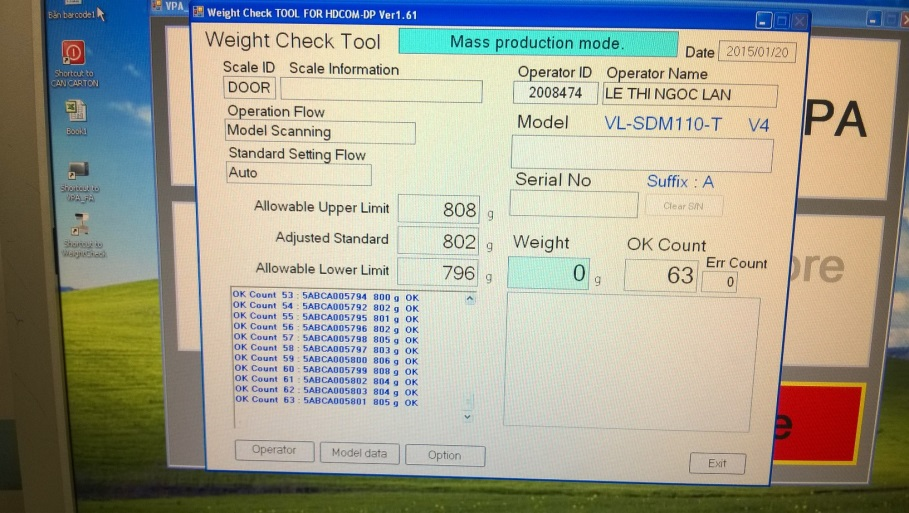 Bản barcode1
Shortcut to
CAN CARTON
Book1
Shortcut to
VPA_PA
Shortcut to
WeightCheck
VPA_
Weight Check TOOL FOR HDCOM-DP Ver1.61
Weight Check Tool
Mass production mode.
Date 2015/01/20
Scale ID Scale Information
DOOR
Operator ID Operator Name
2008474 LE THI NGOC LAN
Operation Flow
Model Scanning
Model VL-SDM110-T V4
Standard Setting Flow
Auto
Serial No Suffix : A
Clear S/N
Allowable Upper Limit 808 g
Adjusted Standard 802 g
Allowable Lower Limit 796 g
Weight OK Count Err Count
0 g 63 0
OK Count 53 : 5ABCA005794 800 g OK
OK Count 54 : 5ABCA005792 802 g OK
OK Count 55 : 5ABCA005795 801 g OK
OK Count 56 : 5ABCA005796 802 g OK
OK Count 57 : 5ABCA005798 805 g OK
OK Count 58 : 5ABCA005797 803 g OK
OK Count 59 : 5ABCA005800 806 g OK
OK Count 60 : 5ABCA005799 808 g OK
OK Count 61 : 5ABCA005802 804 g OK
OK Count 62 : 5ABCA005803 804 g OK
OK Count 63 : 5ABCA005801 805 g OK
Operator Model data Option
Exit
PA
ore
e